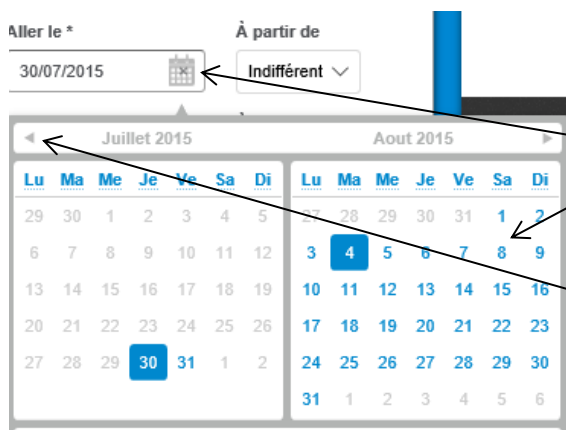 Aller le *
À partir de
30/07/2015
Indifférent
Juillet 2015
Aout 2015
Lu Ma Me Je Ve Sa Di
Lu Ma Me Je Ve Sa Di
29 30 1 2 3 4 5
27 28 29 30 31 1 2
6 7 8 9 10 11 12
3 4 5 6 7 8 9
13 14 15 16 17 18 19
10 11 12 13 14 15 16
20 21 22 23 24 25 26
17 18 19 20 21 22 23
27 28 29 30 31 1 2
24 25 26 27 28 29 30
31 1 2 3 4 5 6